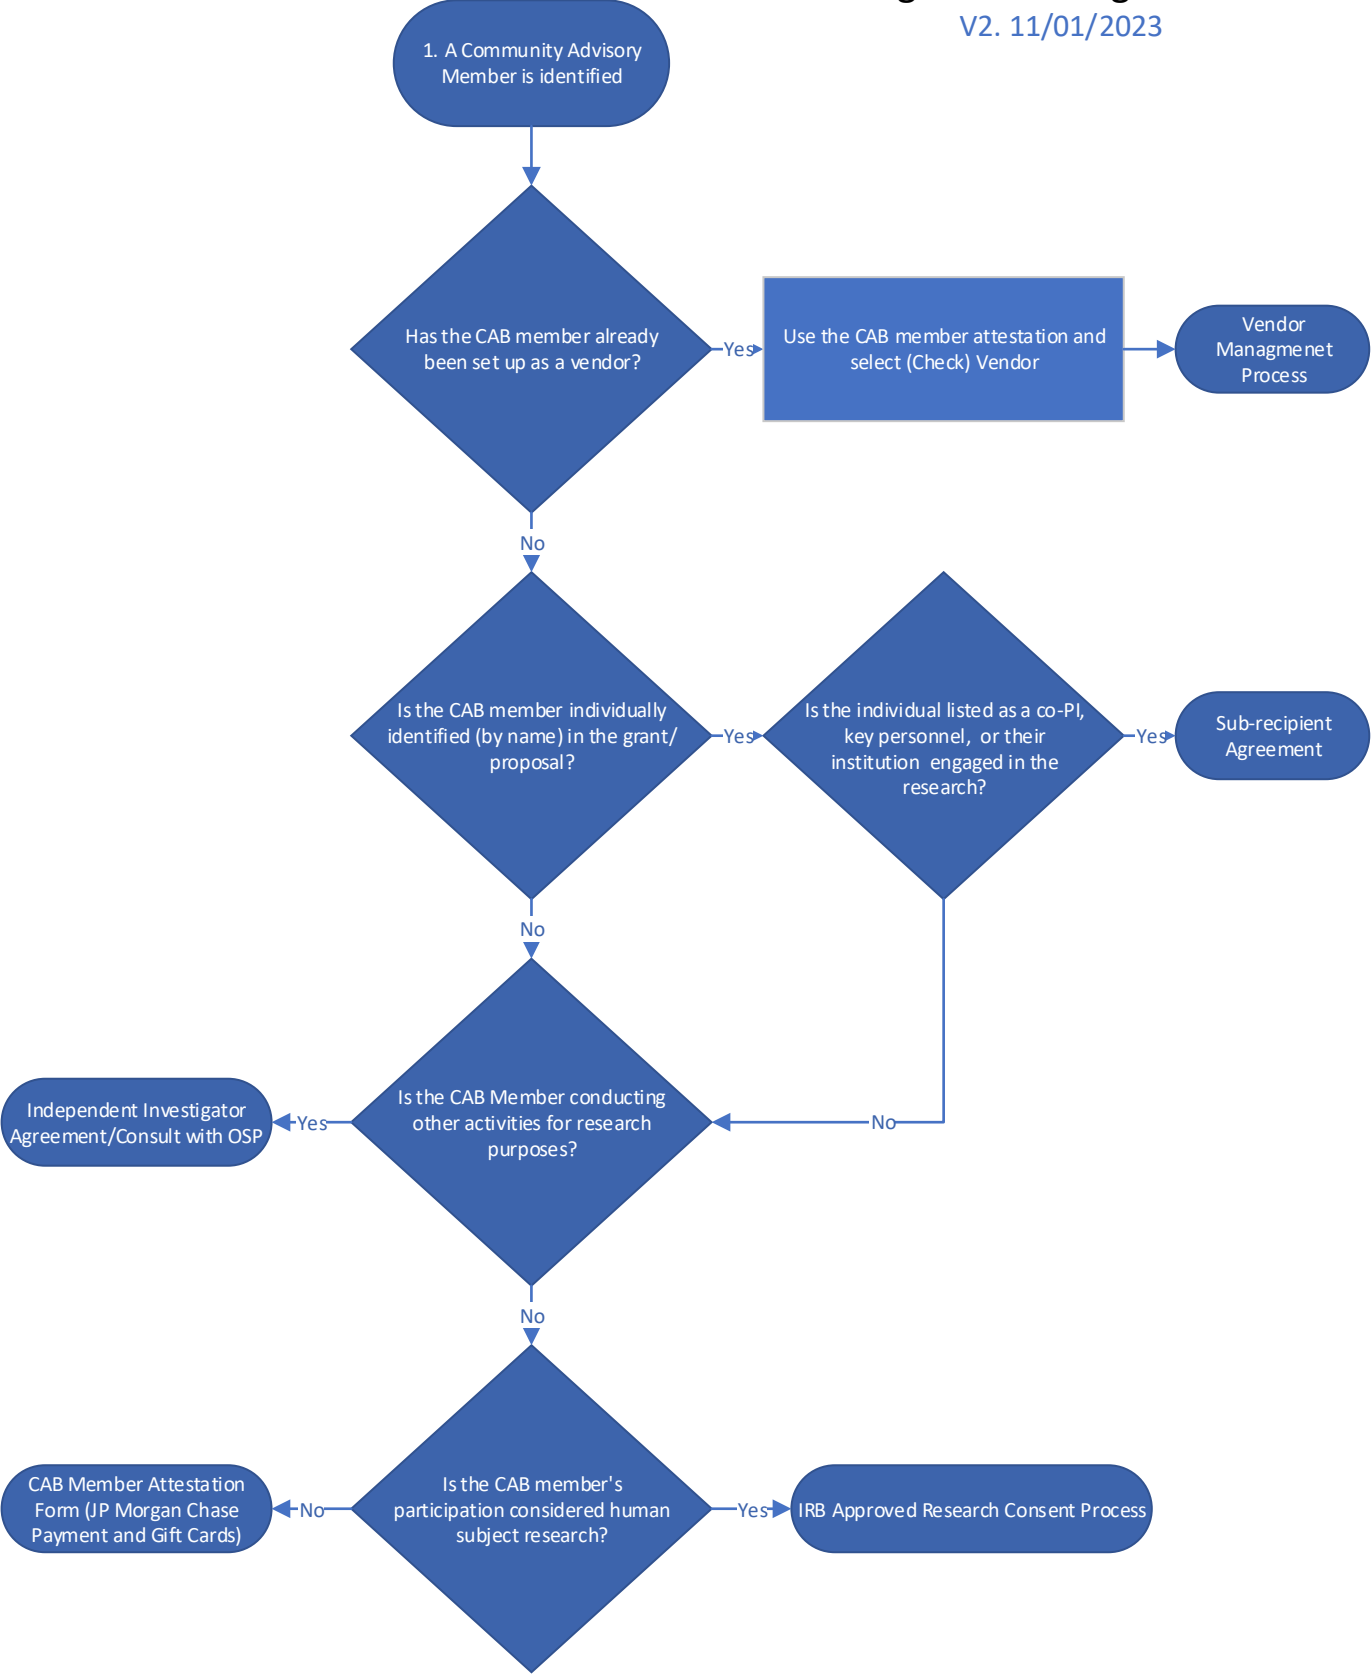 V2. 11/01/2023
1. A Community Advisory
Member is identified
Has the CAB member already
been set up as a vendor?
Yes
Use the CAB member attestation and
select (Check) Vendor
Vendor
Managmenet
Process
No
Is the CAB member individually
identified (by name) in the grant/
proposal?
Yes
Is the individual listed as a co-PI,
key personnel, or their
institution engaged in the
research?
Yes
Sub-recipient
Agreement
No
Is the CAB Member conducting
other activities for research
purposes?
No
Yes
Independent Investigator
Agreement/Consult with OSP
No
Is the CAB member's
participation considered human
subject research?
No
CAB Member Attestation
Form (JP Morgan Chase
Payment and Gift Cards)
Yes
IRB Approved Research Consent Process